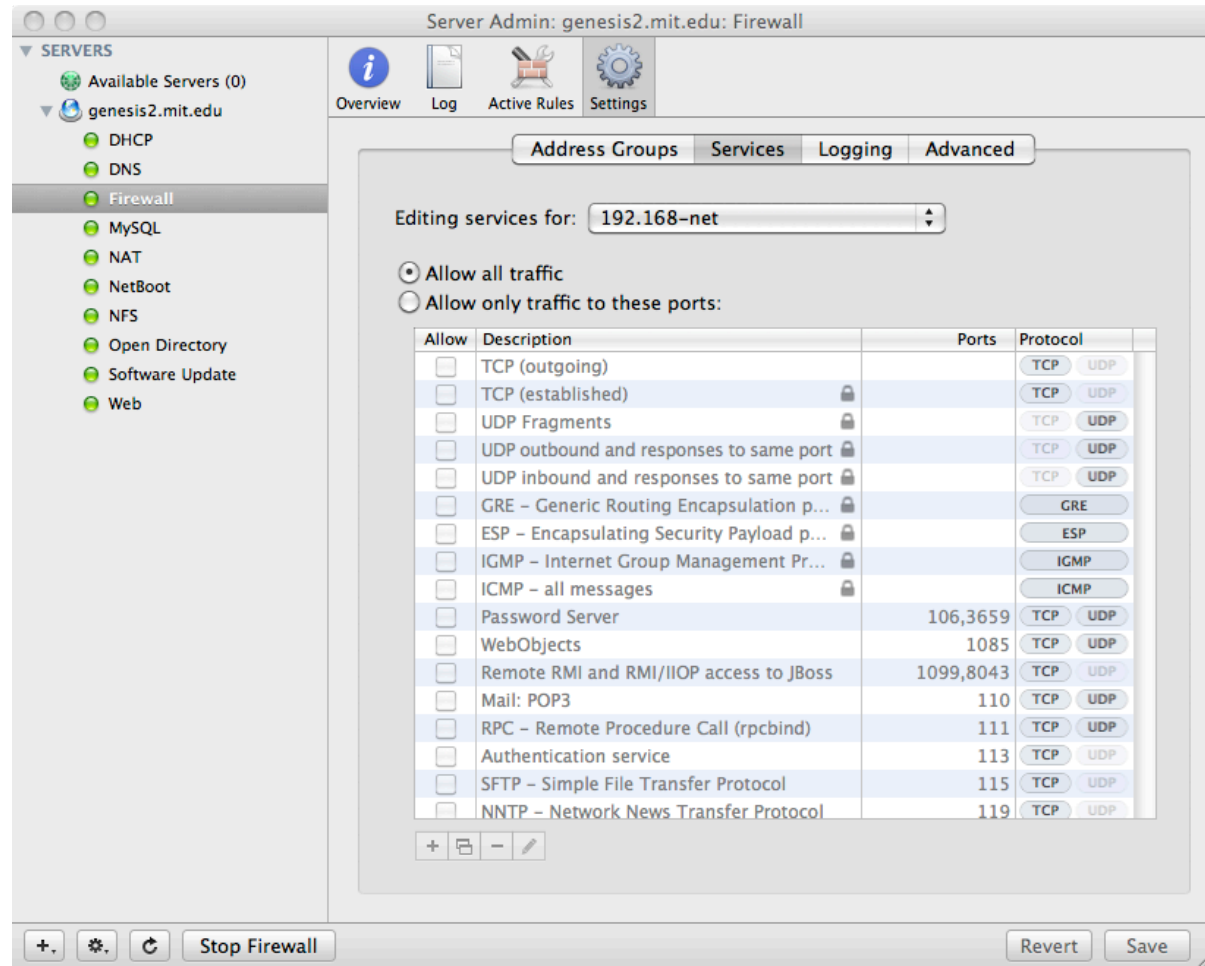 Server Admin: genesis2.mit.edu: Firewall
SERVERS
Available Servers (0)
genesis2.mit.edu
DHCP
DNS
Firewall
MySQL
NAT
NetBoot
NFS
Open Directory
Software Update
Web
Overview Log Active Rules Settings
Address Groups Services Logging Advanced
Editing services for: 192.168-net
Allow all traffic
Allow only traffic to these ports:
Allow Description Ports Protocol
TCP (outgoing) TCP UDP
TCP (established) TCP UDP
UDP Fragments TCP UDP
UDP outbound and responses to same port TCP UDP
UDP inbound and responses to same port TCP UDP
GRE – Generic Routing Encapsulation p... GRE
ESP – Encapsulating Security Payload p... ESP
IGMP – Internet Group Management Pr... IGMP
ICMP – all messages ICMP
Password Server 106,3659 TCP UDP
WebObjects 1085 TCP UDP
Remote RMI and RMI/IIOP access to JBoss 1099,8043 TCP UDP
Mail: POP3 110 TCP UDP
RPC – Remote Procedure Call (rpcbind) 111 TCP UDP
Authentication service 113 TCP UDP
SFTP – Simple File Transfer Protocol 115 TCP UDP
NNTP – Network News Transfer Protocol 119 TCP UDP
Stop Firewall Revert Save